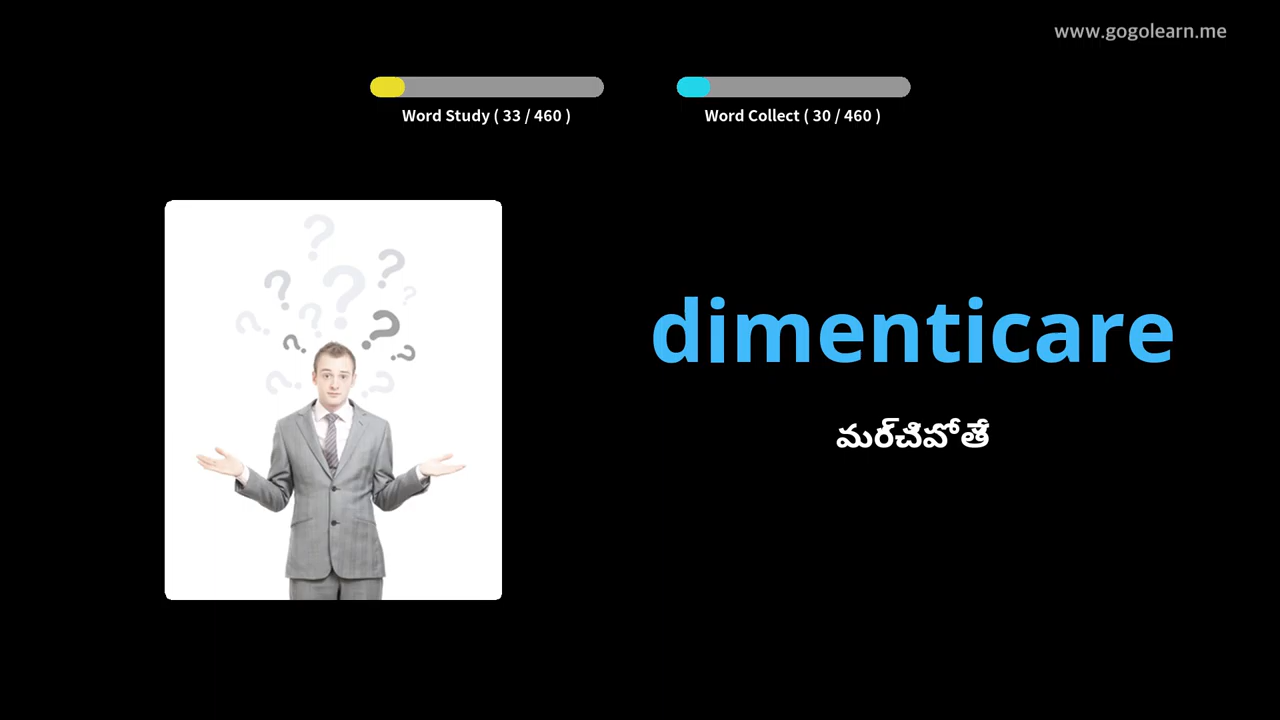 www.gogolearn.me
Word Study ( 33 / 460 )
Word Collect ( 30 / 460 )
dimenticare
మర్చిపోతే